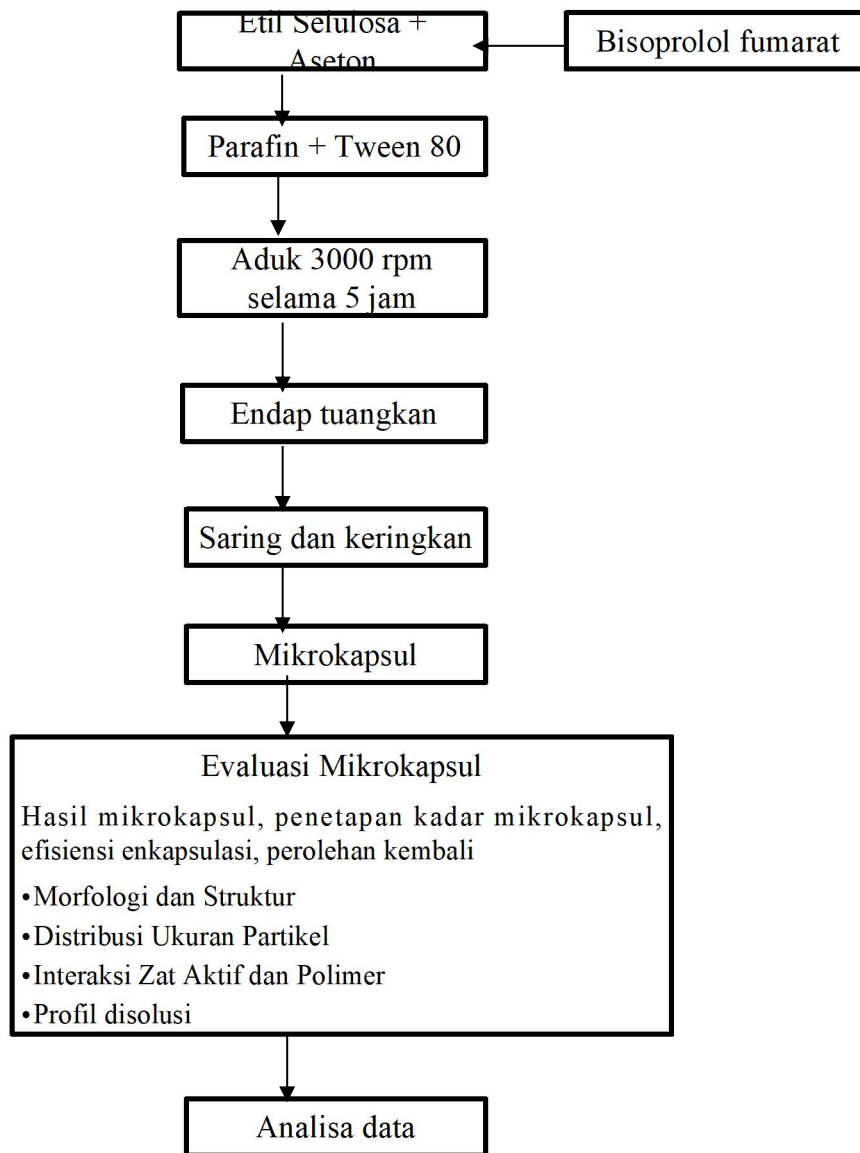 Etil Selulosa +
Aseton
Bisoprolol fumarat
Parafin + Tween 80
Aduk 3000 rpm
selama 5 jam
Endap tuangkan
Saring dan keringkan
Mikrokapsul
Evaluasi Mikrokapsul
Hasil mikrokapsul, penetapan kadar mikrokapsul,
efisiensi enkapsulasi, perolehan kembali
•Morfologi dan Struktur
•Distribusi Ukuran Partikel
•Interaksi Zat Aktif dan Polimer
•Profil disolusi
Analisa data